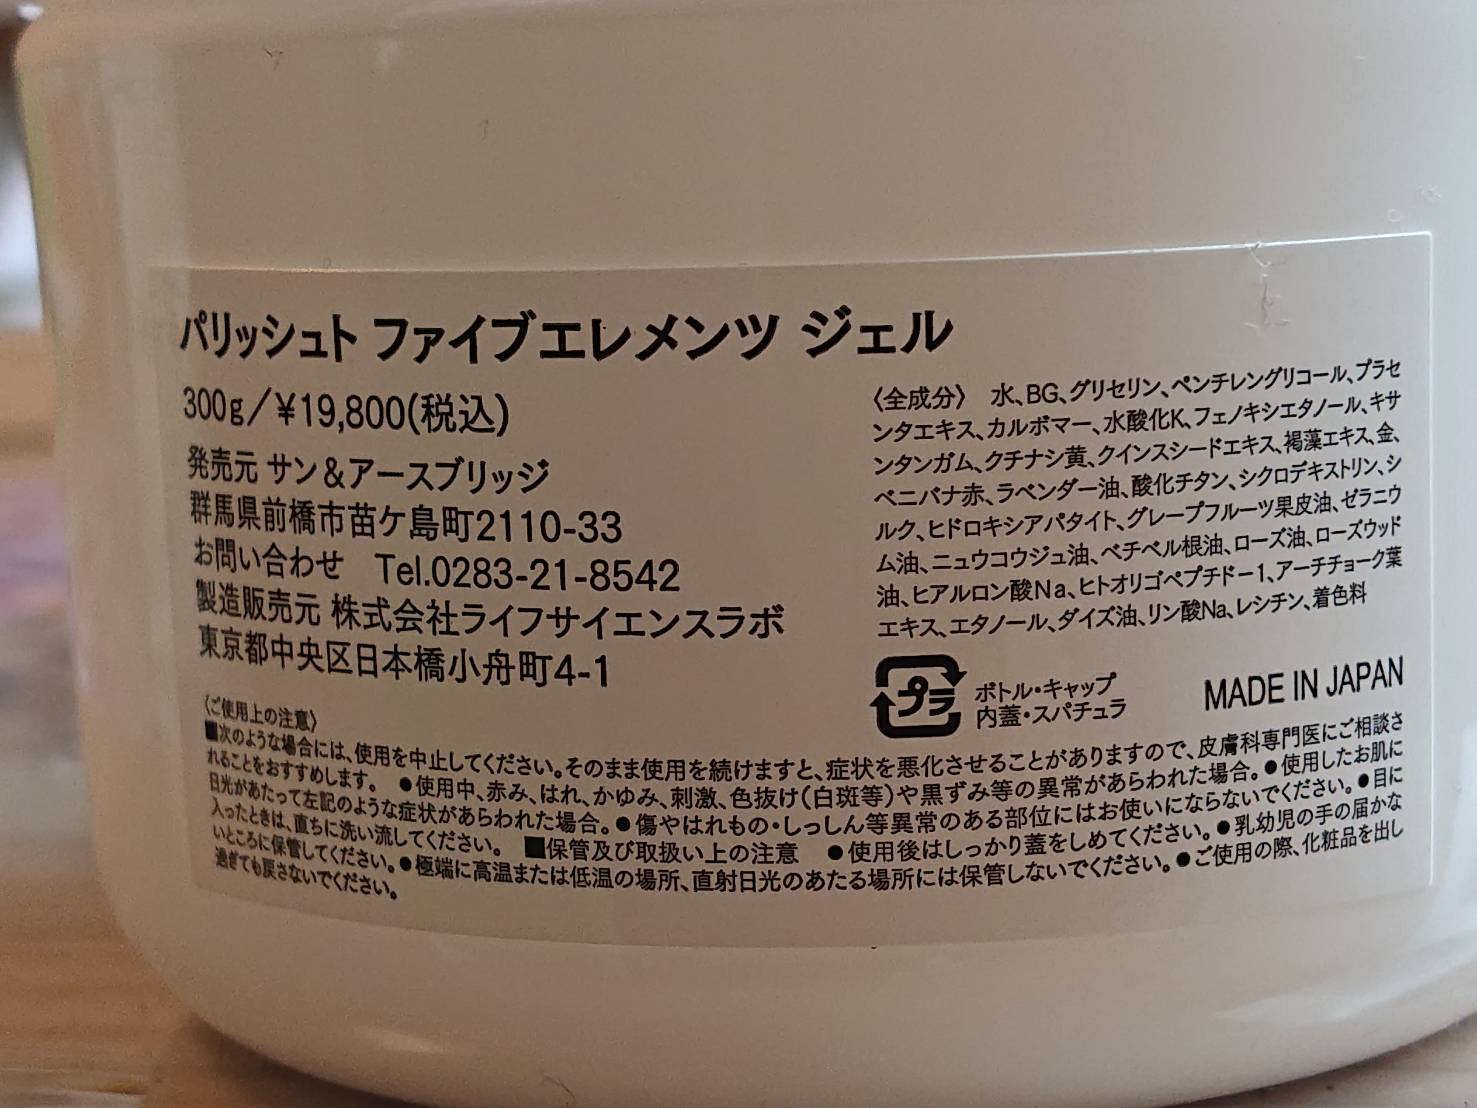 パリッシュト ファイブエレメンツ ジェル
300g/¥19,800(税込)
発売元 サン&アースブリッジ
群馬県前橋市苗ケ島町2110-33
お問い合わせ Tel.0283-21-8542
製造販売元 株式会社ライフサイエンスラボ
東京都中央区日本橋小舟町4-1
〈全成分〉 水、BG、グリセリン、ペンチレングリコール、プラセ
ンタエキス、カルボマー、水酸化K、フェノキシエタノール、キサ
ンタンガム、クチナシ黄、クインスシードエキス、褐藻エキス、金、
ベニバナ赤、ラベンダー油、酸化チタン、シクロデキストリン、シ
ルク、ヒドロキシアパタイト、グレープフルーツ果皮油、ゼラニウ
ム油、ニュウコウジュ油、ベチベル根油、ローズ油、ローズウッド
油、ヒアルロン酸Na、ヒトオリゴペプチドー1、アーチチョーク葉
エキス、エタノール、ダイズ油、リン酸Na、レシチン、着色料
プラ
ボトル・キャップ
内蓋・スパチュラ
MADE IN JAPAN
〈ご使用上の注意〉
■次のような場合には、使用を中止してください。そのまま使用を続けますと、症状を悪化させることがありますので、皮膚科専門医にご相談さ
れることをおすすめします。 ●使用中、赤み、はれ、かゆみ、刺激、色抜け(白斑等)や黒ずみ等の異常があらわれた場合。●使用したお肌に
日光があたって左記のような症状があらわれた場合。●傷やはれもの・しっしん等異常のある部位にはお使いにならないでください。●目に
入ったときは、直ちに洗い流してください。 ■保管及び取扱い上の注意 ●使用後はしっかり蓋をしめてください。●乳幼児の手の届かな
いところに保管してください。●極端に高温または低温の場所、直射日光のあたる場所には保管しないでください。●ご使用の際、化粧品を出し
過ぎても戻さないでください。